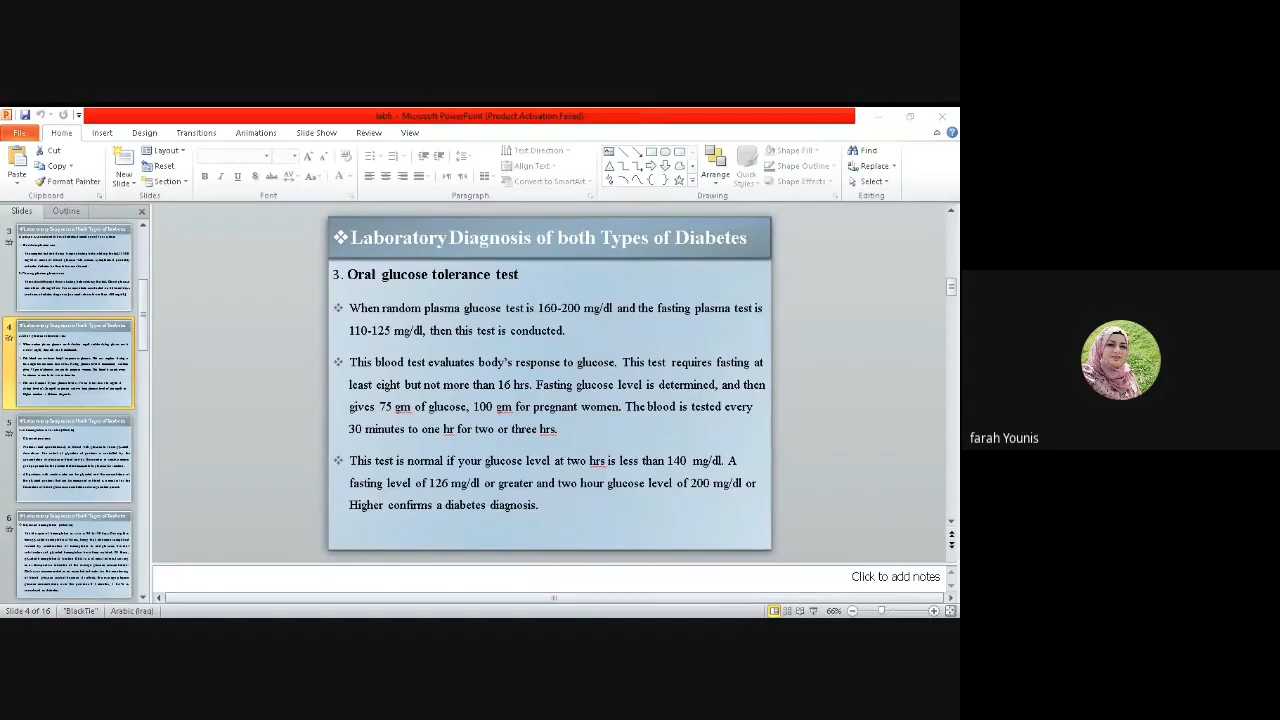 lab6 - Microsoft PowerPoint (Product Activation Failed)
File Home Insert Design Transitions Animations Slide Show Review View
Cut
Copy
Format Painter
Paste
Clipboard
New
Slide
Layout
Reset
Section
Slides
Font
Paragraph
Text Direction
Align Text
Convert to SmartArt
Arrange
Quick
Styles
Shape Fill
Shape Outline
Shape Effects
Drawing
Find
Replace
Select
Editing
Slides Outline
3
4
5
6
❖Laboratory Diagnosis of both Types of Diabetes
3. Oral glucose tolerance test
❖ When random plasma glucose test is 160-200 mg/dl and the fasting plasma test is
110-125 mg/dl, then this test is conducted.
❖ This blood test evaluates body's response to glucose. This test requires fasting at
least eight but not more than 16 hrs. Fasting glucose level is determined, and then
gives 75 gm of glucose, 100 gm for pregnant women. The blood is tested every
30 minutes to one hr for two or three hrs.
❖ This test is normal if your glucose level at two hrs is less than 140 mg/dl. A
fasting level of 126 mg/dl or greater and two hour glucose level of 200 mg/dl or
Higher confirms a diabetes diagnosis.
Click to add notes
Slide 4 of 16 "BlackTie" Arabic (Iraq) 66%
farah Younis